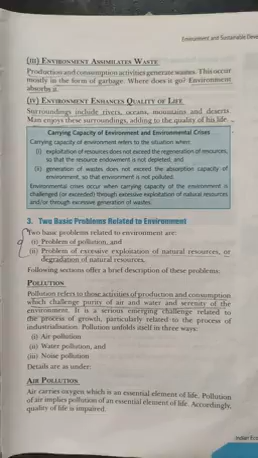 Environment and Sustainable Deve
(iii) ENVIRONMENT ASSIMILATES WASTE
Production and consumption activities generate wastes. This occur
mostly in the form of garbage. Where does it go? Environment
absorbs it.
(iv) ENVIRONMENT ENHANCES QUALITY OF LIFE
Surroundings include rivers, oceans, mountains and deserts.
Man enjoys these surroundings, adding to the quality of his life.
Carrying Capacity of Environment and Environmental Crises
Carrying capacity of environment refers to the situation when:
(i) exploitation of resources does not exceed the regeneration of resources,
so that the resource endowment is not depleted, and
(ii) generation of wastes does not exceed the absorption capacity of
environment, so that environment is not polluted.
Environmental crises occur when carrying capacity of the environment is
challenged (or exceeded) through excessive exploitation of natural resources
and/or through excessive generation of wastes.
3. Two Basic Problems Related to Environment
Two basic problems related to environment are:
(i) Problem of pollution, and
(ii) Problem of excessive exploitation of natural resources, or
degradation of natural resources.
Following sections offer a brief description of these problems.
POLLUTION
Pollution refers to those activities of production and consumption
which challenge purity of air and water and serenity of the
environment. It is a serious emerging challenge related to
the process of growth, particularly related to the process of
industrialisation. Pollution unfolds itself in three ways:
(i) Air pollution
(ii) Water pollution, and
(iii) Noise pollution
Details are as under:
AIR POLLUTION
Air carries oxygen which is an essential element of life. Pollution
of air implies pollution of an essential element of life. Accordingly,
quality of life is impaired.
Indian Eco